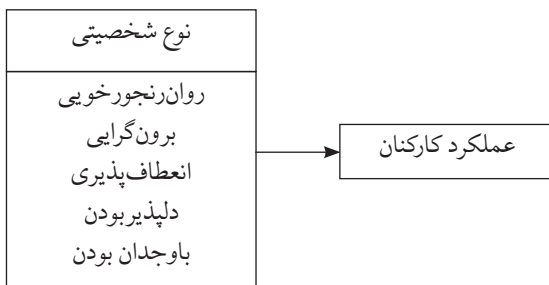 نوع شخصیتی
روان‌رنجورخویی
برون‌گرایی
انعطاف‌پذیری
دلپذیربودن
باوجدان بودن
عملکرد کارکنان